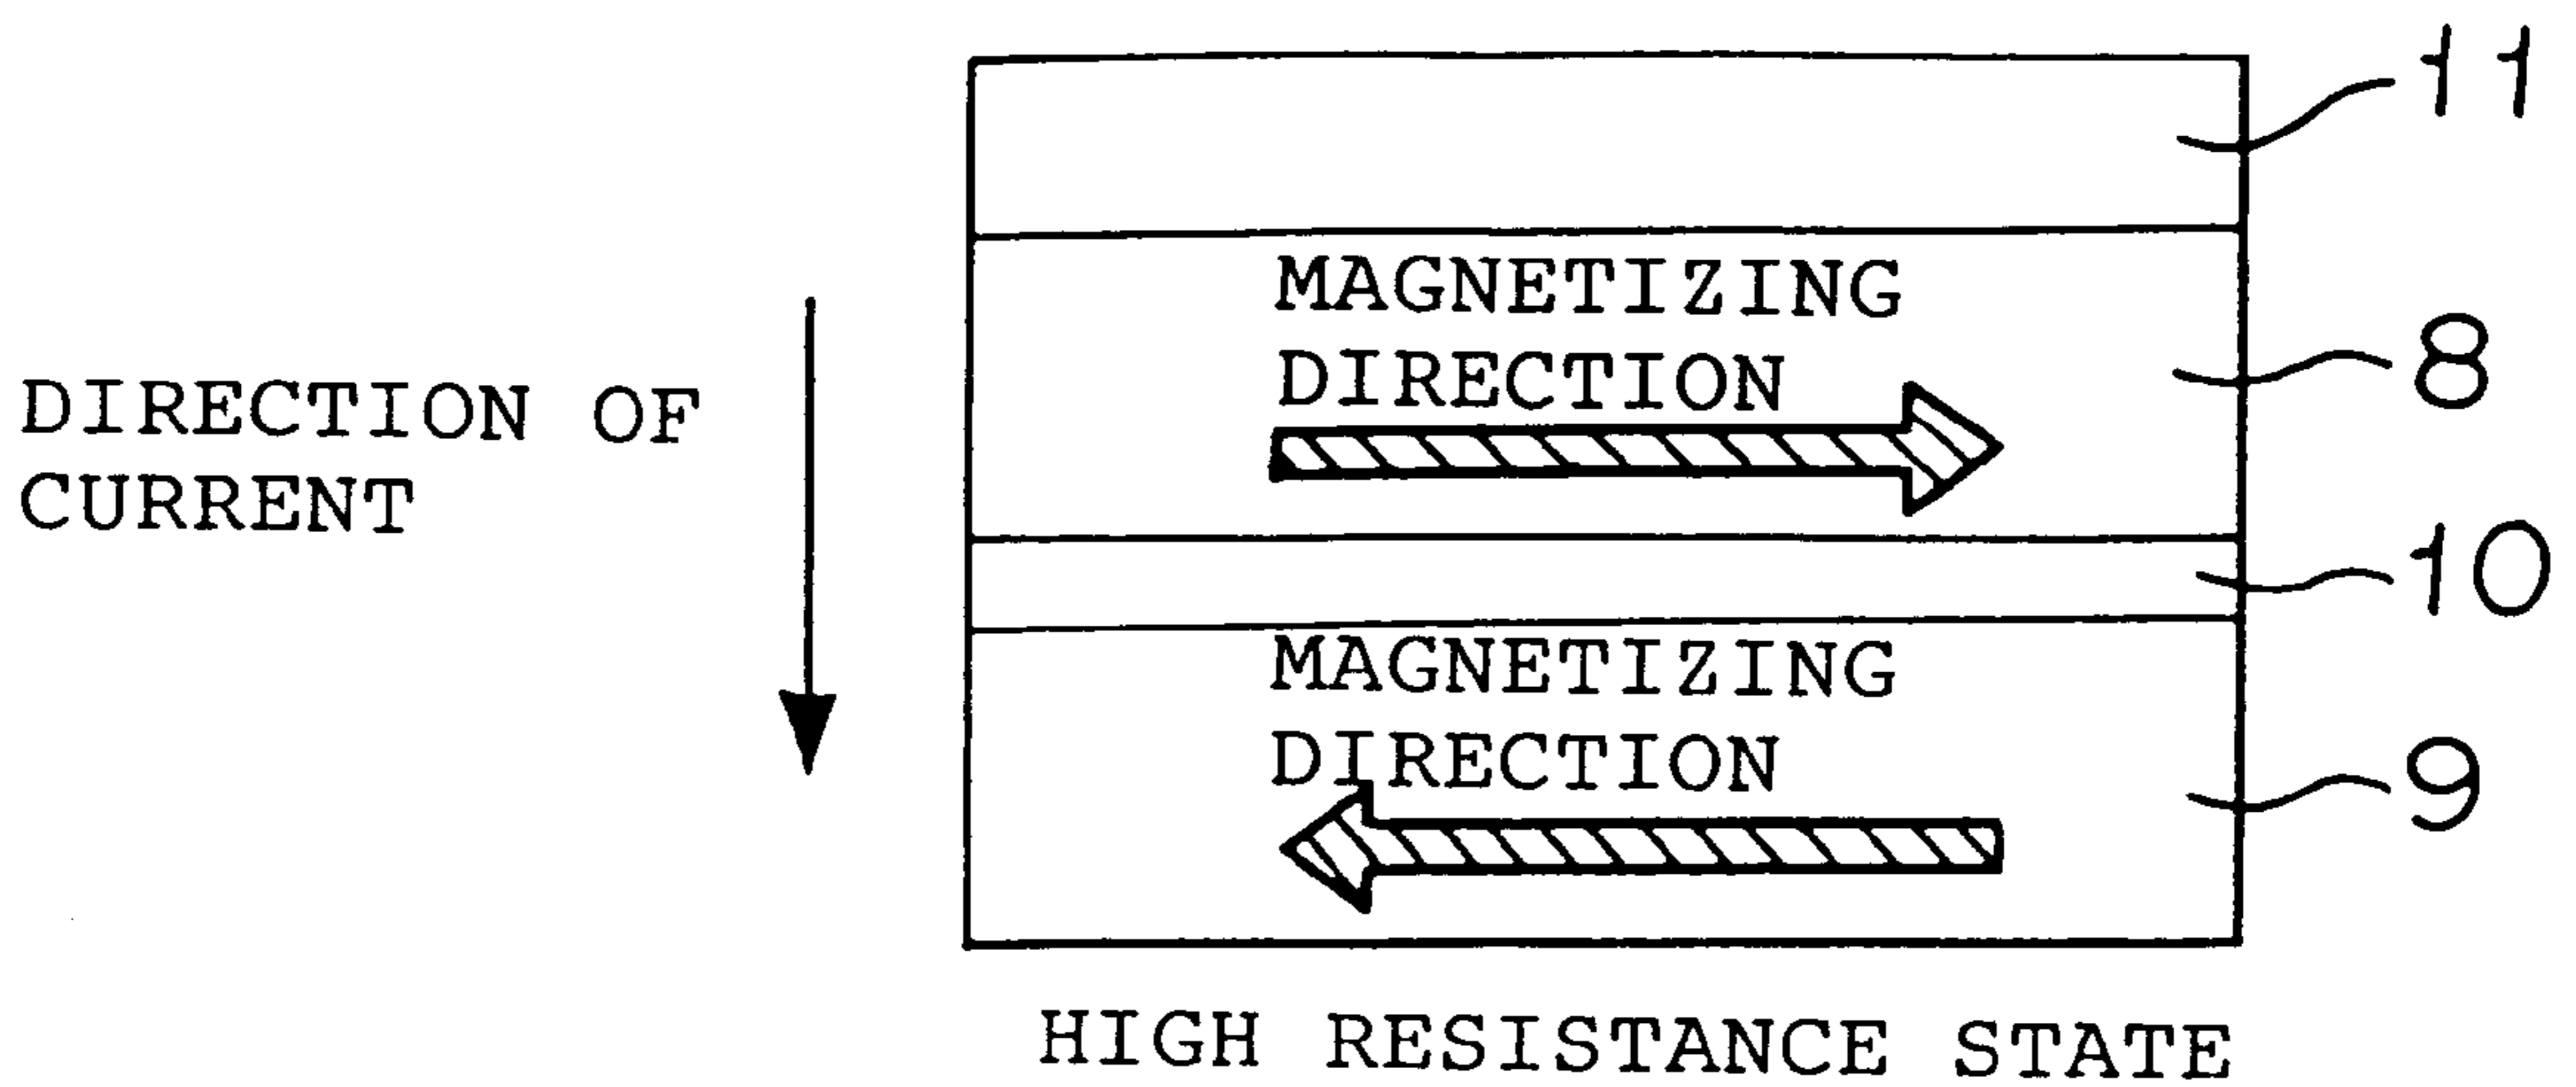 11
MAGNETIZING
DIRECTION
8
DIRECTION OF
CURRENT
10
MAGNETIZING
DIRECTION
9
HIGH RESISTANCE STATE